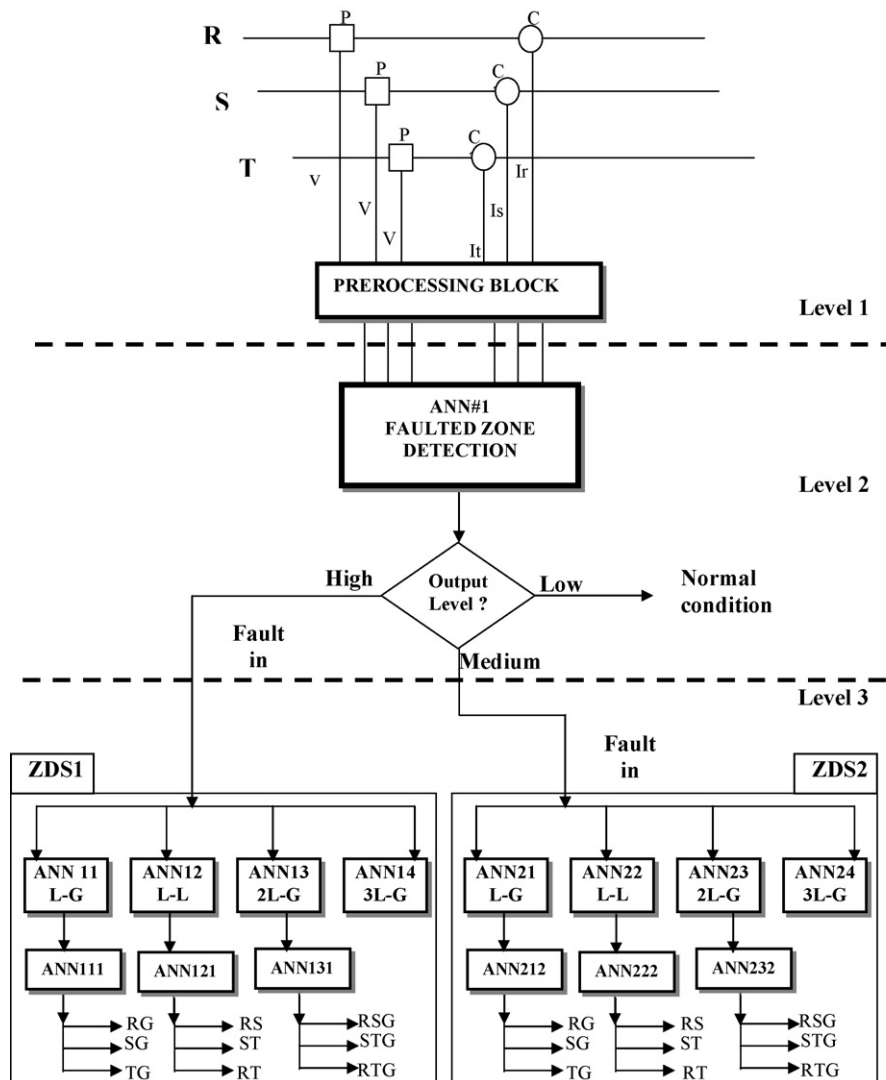 P
C
R
P
C
S
P
C
T
v
Ir
V
Is
V
It
PREROCESSING BLOCK
Level 1
ANN#1
FAULTED ZONE
DETECTION
Level 2
High
Output
Level ?
Low
Normal
condition
Fault
in
Medium
Level 3
Fault
in
ZDS1
ZDS2
ANN 11
L-G
ANN12
L-L
ANN13
2L-G
ANN14
3L-G
ANN21
L-G
ANN22
L-L
ANN23
2L-G
ANN24
3L-G
ANN111
ANN121
ANN131
ANN212
ANN222
ANN232
RG
SG
TG
RS
ST
RT
RSG
STG
RTG
RG
SG
TG
RS
ST
RT
RSG
STG
RTG